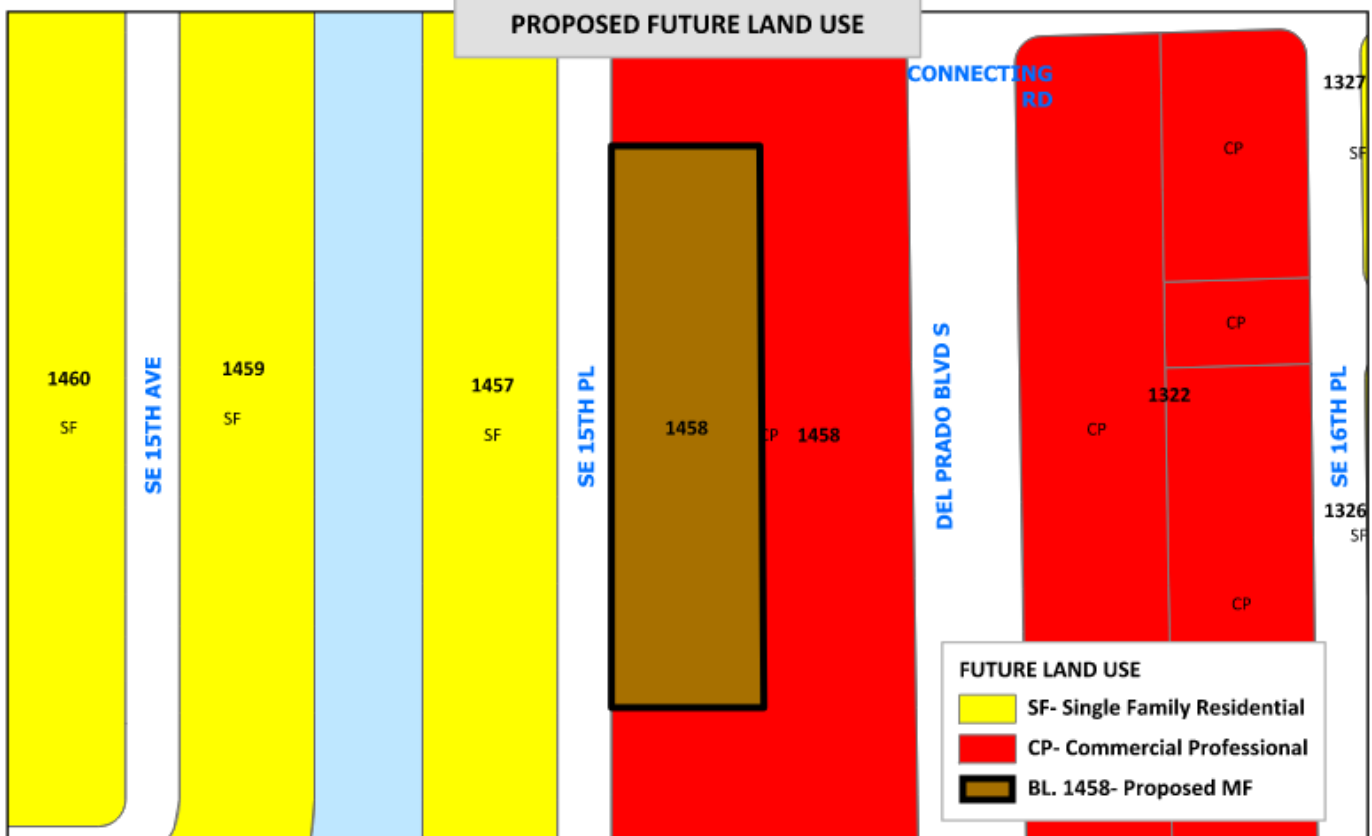 PROPOSED FUTURE LAND USE
CONNECTING
RD
1327
SF
CP
CP
1460
SF
SE 15TH AVE
1459
SF
1457
SF
SE 15TH PL
1458
CP
1458
DEL PRADO BLVD S
1322
CP
SE 16TH PL
1326
SF
CP
FUTURE LAND USE
SF- Single Family Residential
CP- Commercial Professional
BL. 1458- Proposed MF